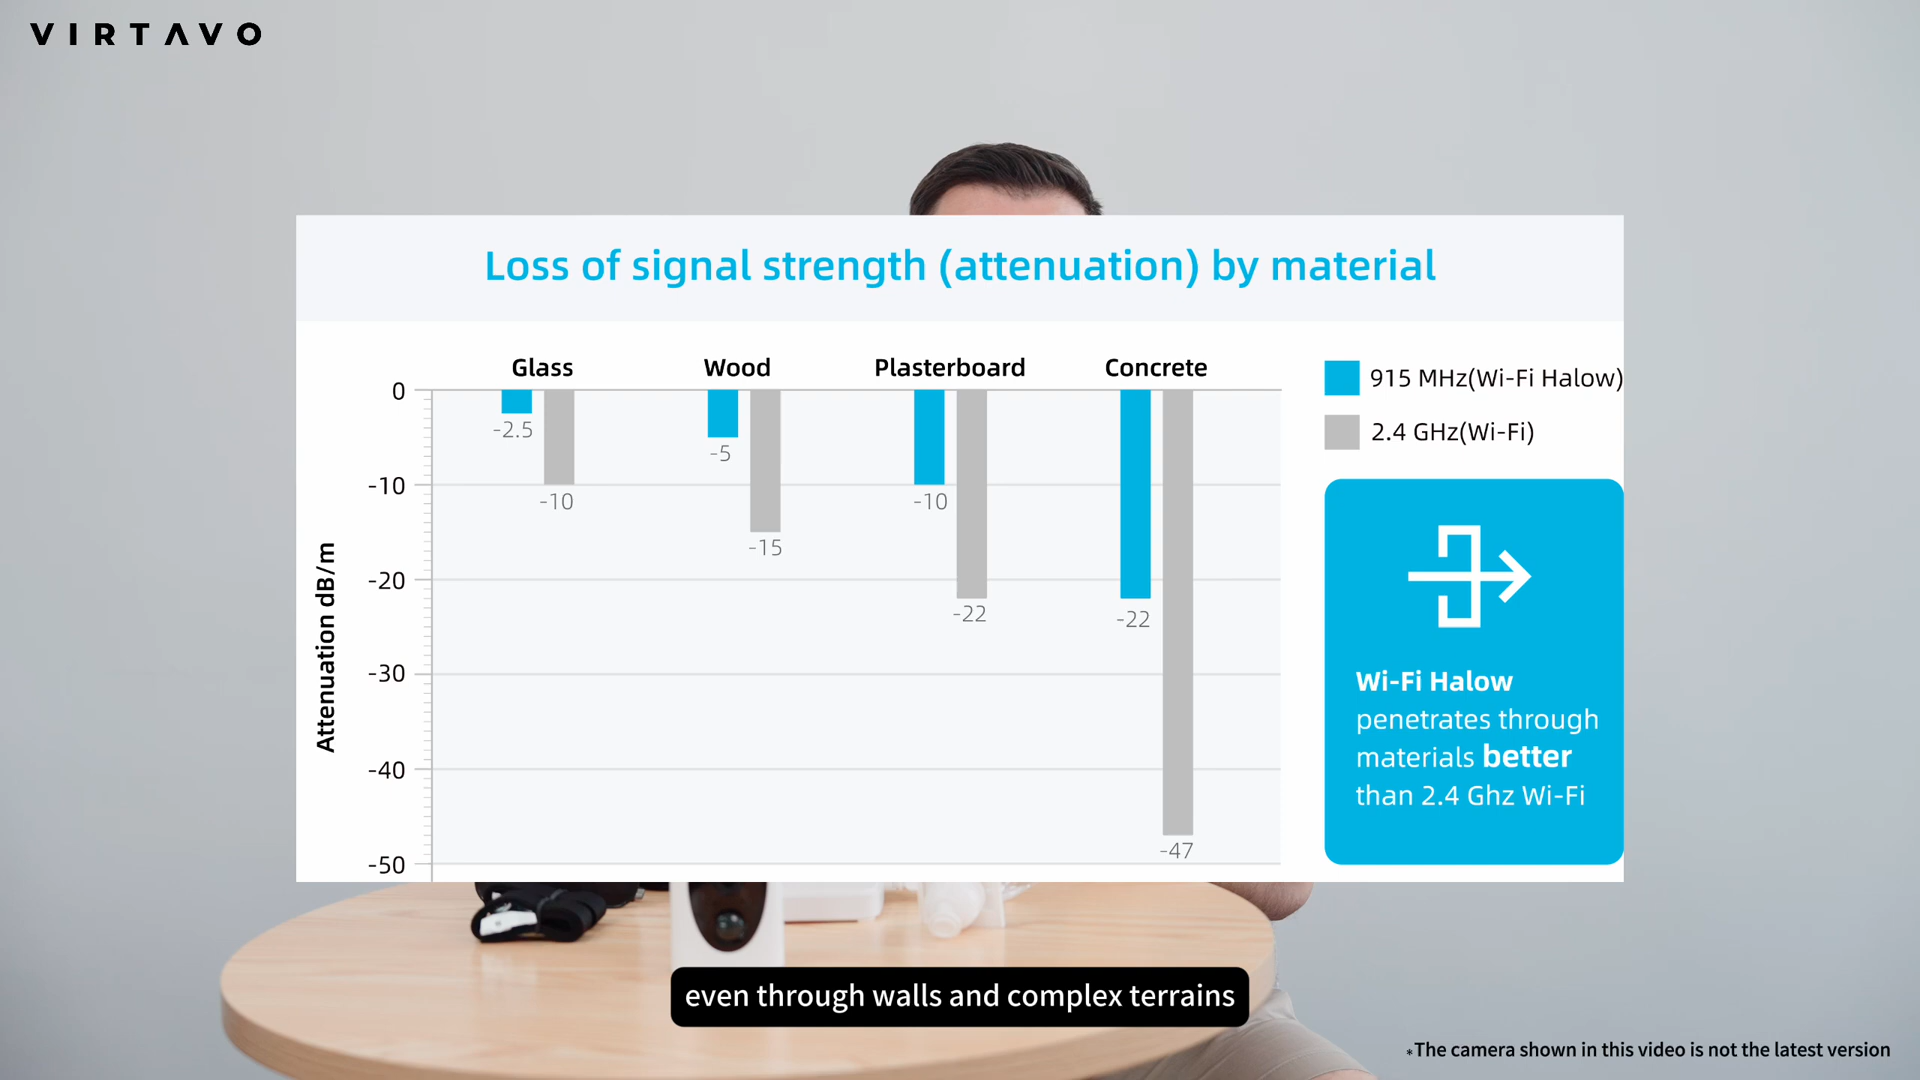 VIRTAVO
Loss of signal strength (attenuation) by material
Glass Wood Plasterboard Concrete
915 MHz(Wi-Fi Halow)
2.4 GHz(Wi-Fi)
Attenuation dB/m
0
-10
-20
-30
-40
-50
-2.5
-10
-5
-15
-10
-22
-22
-47
Wi-Fi Halow
penetrates through
materials better
than 2.4 Ghz Wi-Fi
even through walls and complex terrains
*The camera shown in this video is not the latest version